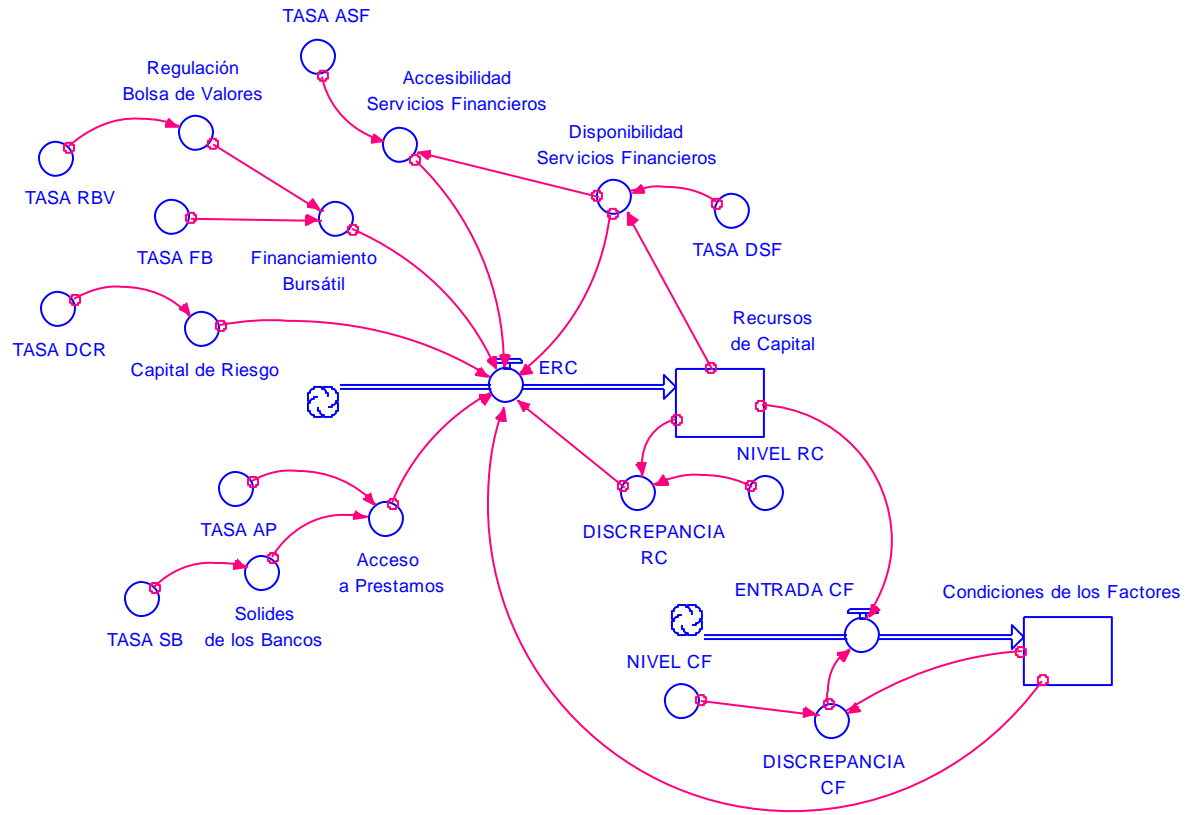 TASA ASF
Regulación
Bolsa de Valores
Accesibilidad
Servicios Financieros
Disponibilidad
Servicios Financieros
TASA RBV
TASA FB
Financiamiento
Bursátil
TASA DSF
TASA DCR
Capital de Riesgo
ERC
Recursos
de Capital
NIVEL RC
TASA AP
DISCREPANCIA
RC
Acceso
a Prestamos
TASA SB
Solides
de los Bancos
ENTRADA CF
Condiciones de los Factores
NIVEL CF
DISCREPANCIA
CF